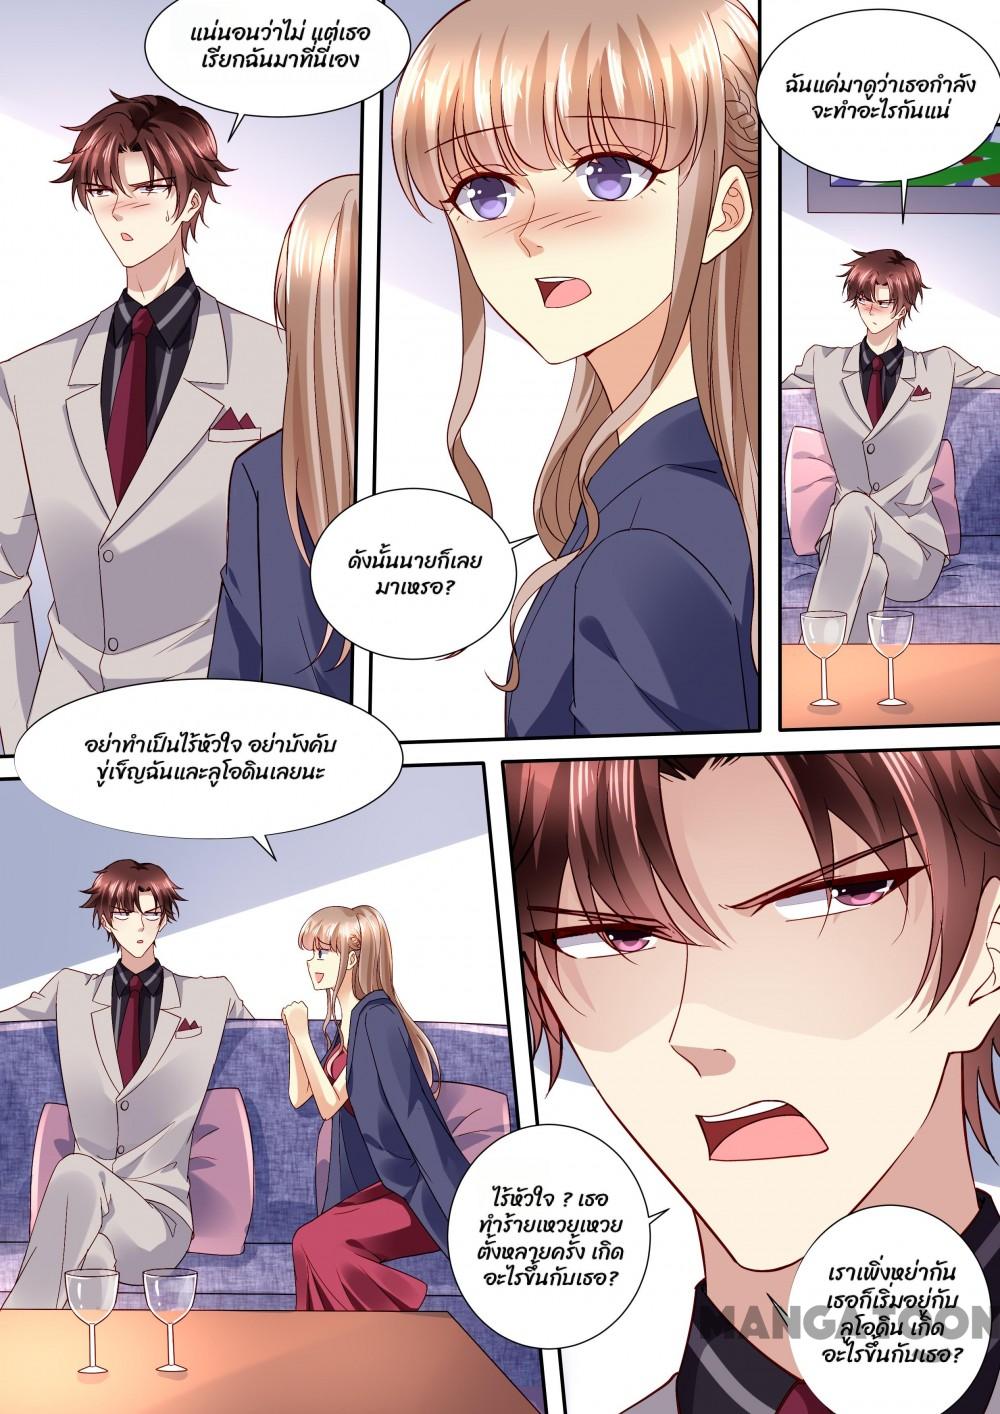 แน่นอนว่าไม่ แต่เธอ
เรียกฉันมาที่นี่เอง
ฉันแค่มาดูว่าเธอกำลัง
จะทำอะไรกันแน่
ดังนั้นนายก็เลย
มาเหรอ?
อย่าทำเป็นไร้หัวใจ อย่าบังคับ
ขู่เข็ญฉันและลูโอดินเลยนะ
ไร้หัวใจ ? เธอ
ทำร้ายเหวยเหวย
ตั้งหลายครั้ง เกิด
อะไรขึ้นกับเธอ?
เราเพิ่งหย่ากัน
เธอก็เริ่มอยู่กับ
ลูโอดิน เกิด
อะไรขึ้นกับเธอ?
MANGATOON